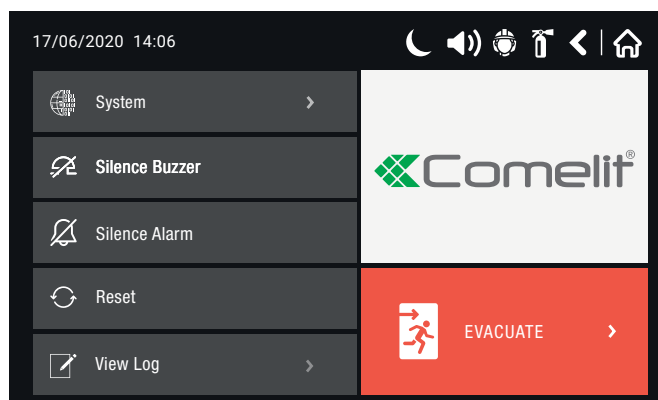 17/06/2020 14:06
System
Silence Buzzer
Silence Alarm
Reset
View Log
Comelit®
EVACUATE